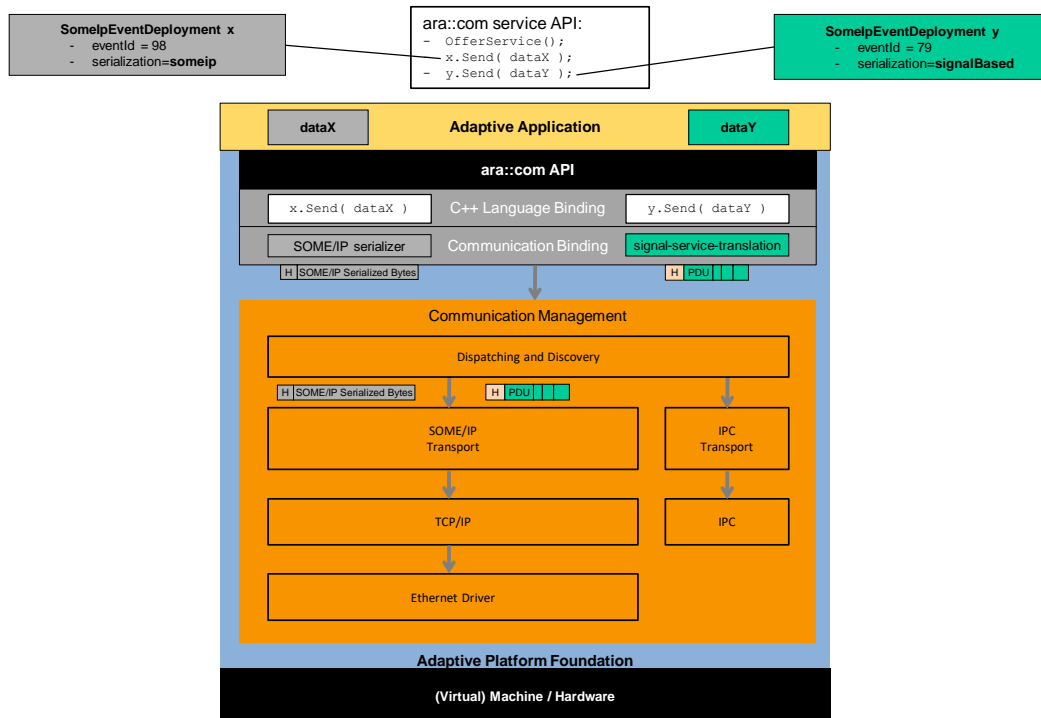 SomeIpEventDeployment x
- eventId = 98
- serialization=someip
ara::com service API:
- OfferService();
- x.Send( dataX );
- y.Send( dataY );
SomeIpEventDeployment y
- eventId = 79
- serialization=signalBased
dataX
Adaptive Application
dataY
ara::com API
x.Send( dataX )
C++ Language Binding
y.Send( dataY )
SOME/IP serializer
Communication Binding
signal-service-translation
H SOME/IP Serialized Bytes
H PDU
Communication Management
Dispatching and Discovery
H SOME/IP Serialized Bytes
H PDU
SOME/IP
Transport
IPC
Transport
TCP/IP
IPC
Ethernet Driver
Adaptive Platform Foundation
(Virtual) Machine / Hardware